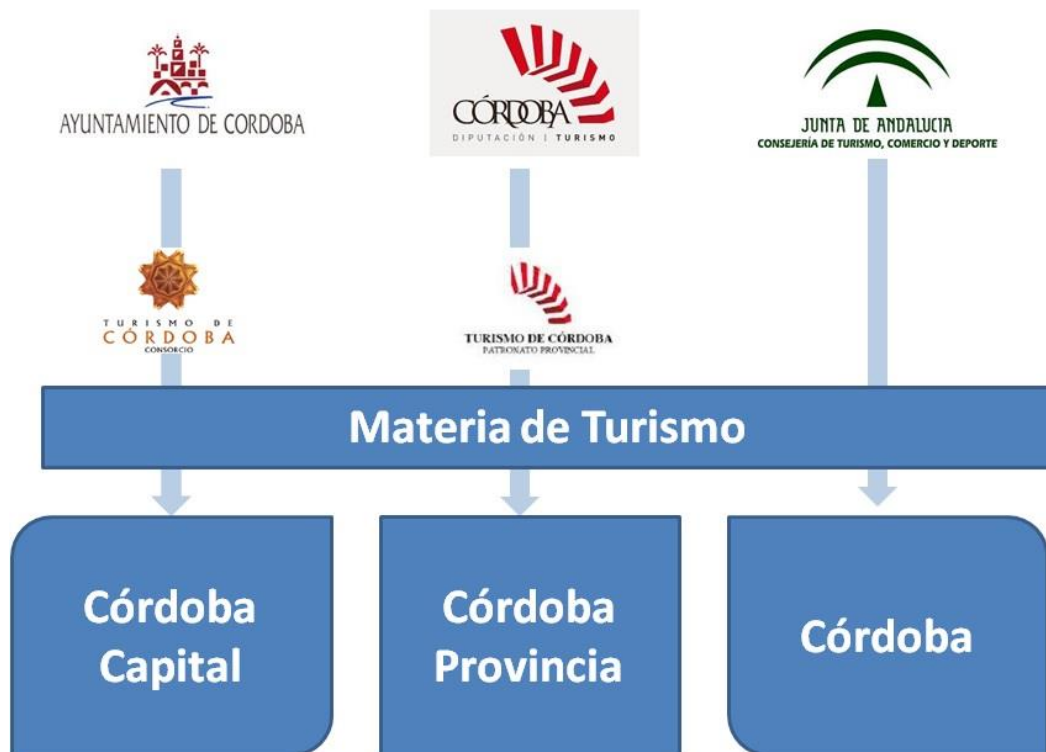 AYUNTAMIENTO DE CORDOBA
CÓRDOBA
DIPUTACIÓN | TURISMO
JUNTA DE ANDALUCIA
CONSEJERÍA DE TURISMO, COMERCIO Y DEPORTE
TURISMO DE
CÓRDOBA
CONSORCIO
TURISMO DE CÓRDOBA
PATRONATO PROVINCIAL
Materia de Turismo
Córdoba
Capital
Córdoba
Provincia
Córdoba